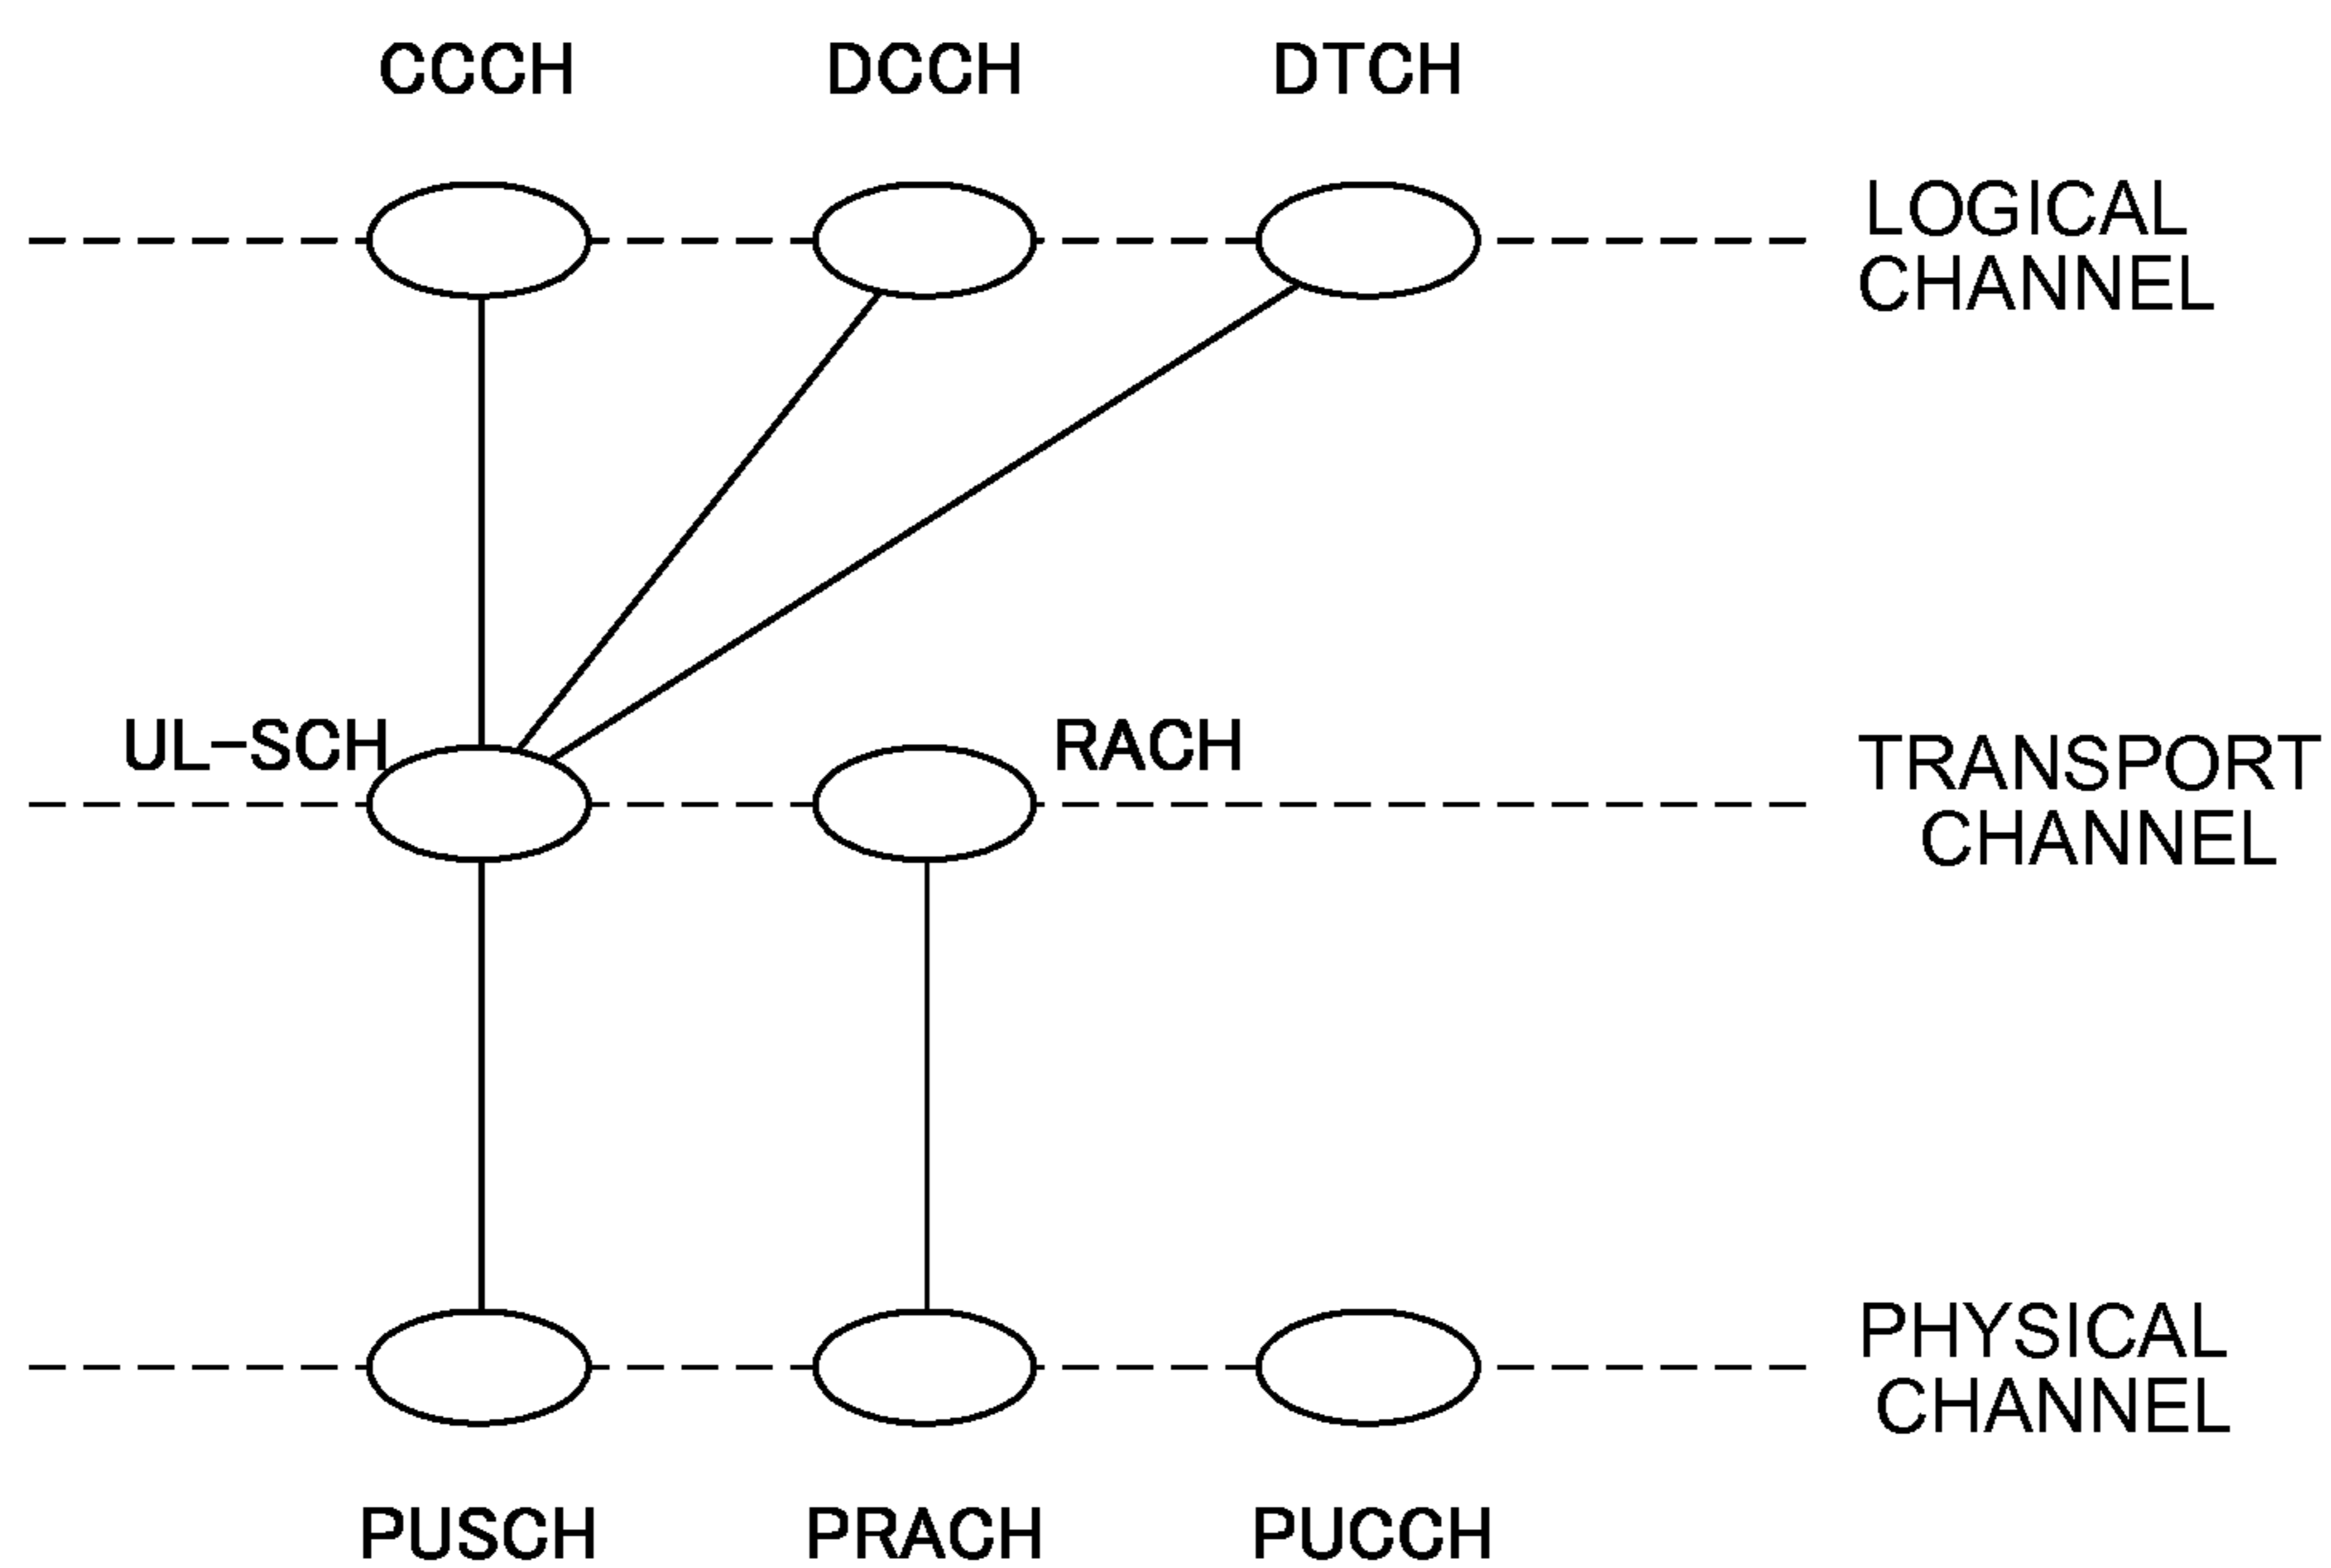 CCCH
DCCH
DTCH
LOGICAL
CHANNEL
UL-SCH
RACH
TRANSPORT
CHANNEL
PHYSICAL
CHANNEL
PUSCH
PRACH
PUCCH